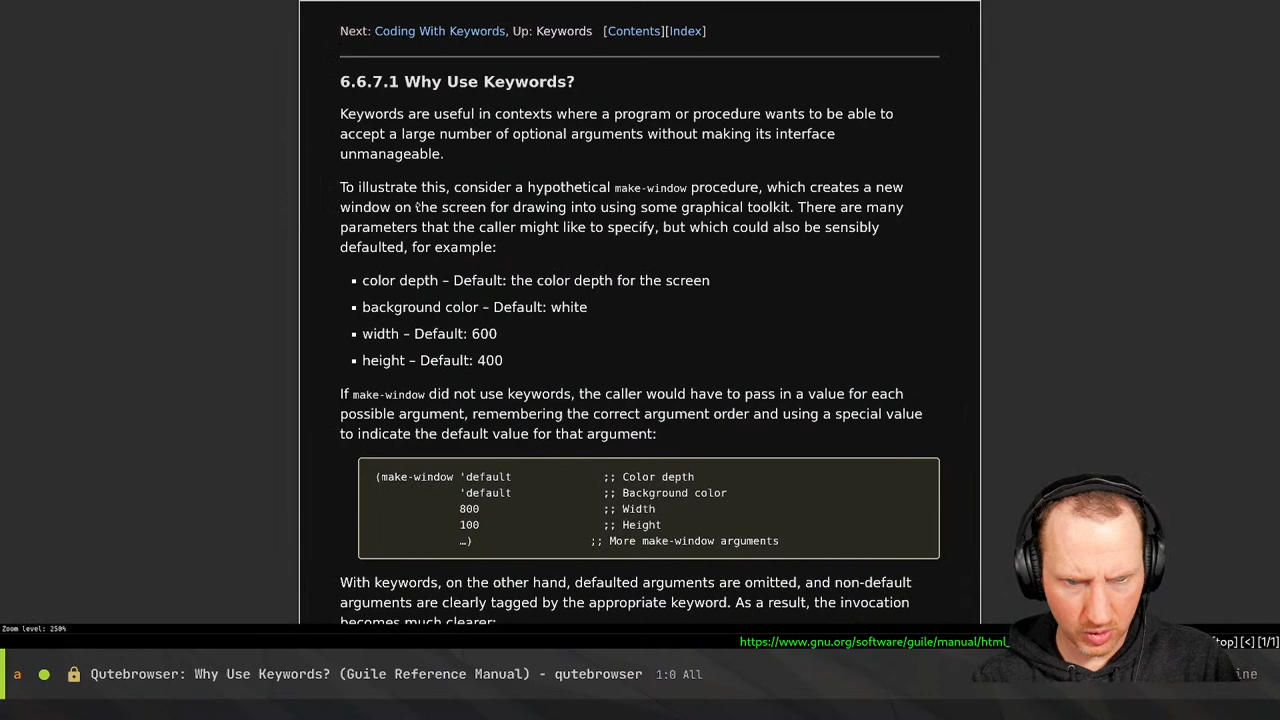 Next: Coding With Keywords, Up: Keywords [Contents][Index]
6.6.7.1 Why Use Keywords?
Keywords are useful in contexts where a program or procedure wants to be able to
accept a large number of optional arguments without making its interface
unmanageable.
To illustrate this, consider a hypothetical make-window procedure, which creates a new
window on the screen for drawing into using some graphical toolkit. There are many
parameters that the caller might like to specify, but which could also be sensibly
defaulted, for example:
▪ color depth – Default: the color depth for the screen
▪ background color – Default: white
▪ width – Default: 600
▪ height – Default: 400
If make-window did not use keywords, the caller would have to pass in a value for each
possible argument, remembering the correct argument order and using a special value
to indicate the default value for that argument:
(make-window 'default ;; Color depth
'default ;; Background color
800 ;; Width
100 ;; Height
…) ;; More make-window arguments
With keywords, on the other hand, defaulted arguments are omitted, and non-default
arguments are clearly tagged by the appropriate keyword. As a result, the invocation
becomes much clearer:
Zoom level: 250%
https://www.gnu.org/software/guile/manual/html_ [top] [<] [1/1]
a Qutebrowser: Why Use Keywords? (Guile Reference Manual) - qutebrowser 1:0 All